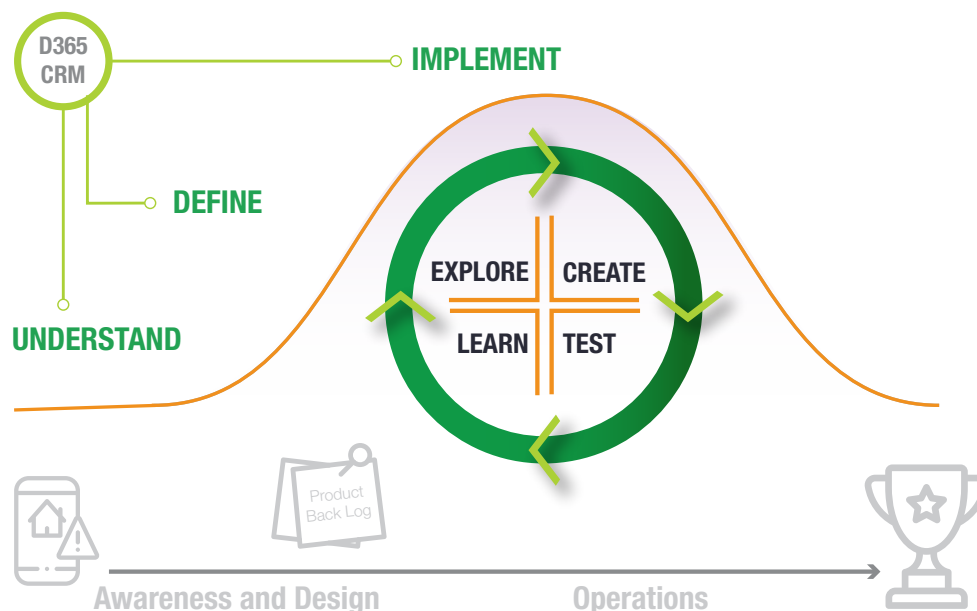 D365
CRM
IMPLEMENT
DEFINE
UNDERSTAND
EXPLORE
CREATE
LEARN
TEST
Product
Back Log
Awareness and Design
Operations